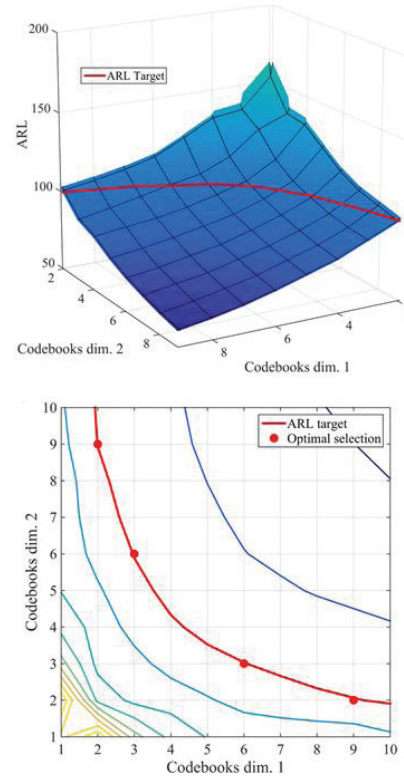 200
ARL Target
150
ARL
100
50
2
4
6
8
Codebooks dim. 2
8
6
4
Codebooks dim. 1
10
ARL target
Optimal selection
9
8
7
6
5
4
3
2
1
Codebooks dim. 2
1 2 3 4 5 6 7 8 9 10
Codebooks dim. 1